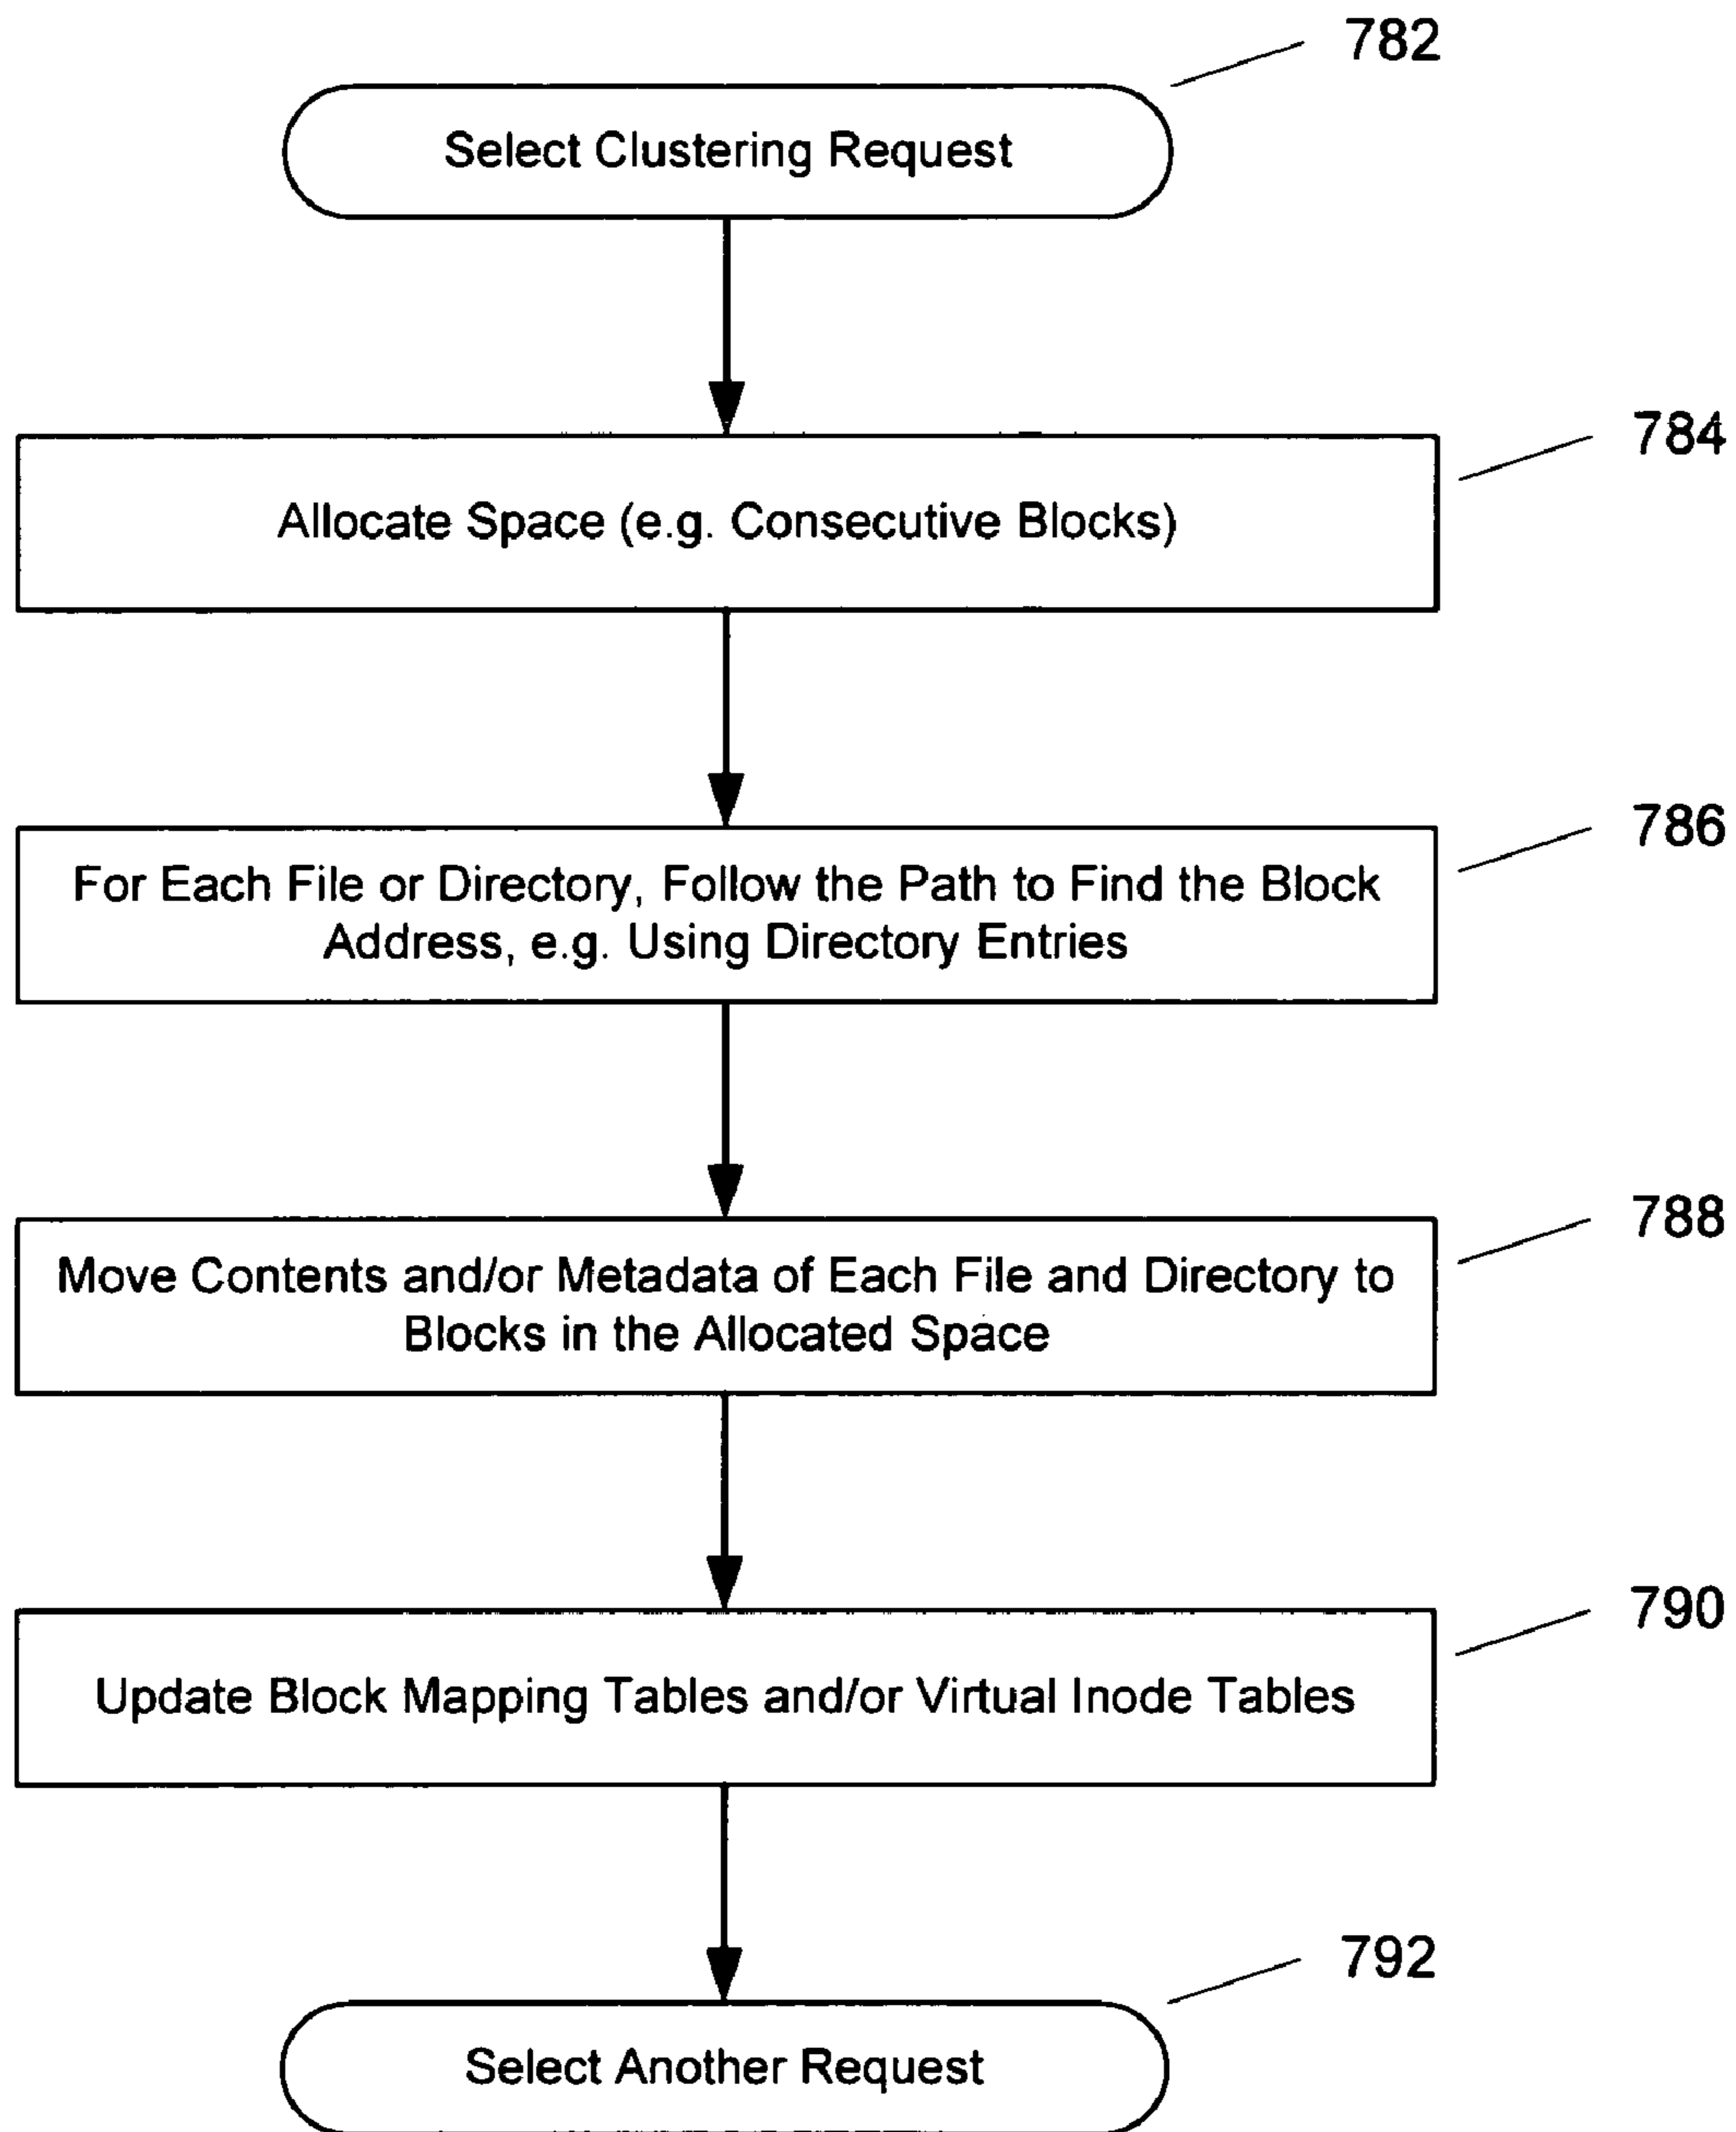 782
Select Clustering Request
784
Allocate Space (e.g. Consecutive Blocks)
786
For Each File or Directory, Follow the Path to Find the Block
Address, e.g. Using Directory Entries
788
Move Contents and/or Metadata of Each File and Directory to
Blocks in the Allocated Space
790
Update Block Mapping Tables and/or Virtual Inode Tables
792
Select Another Request